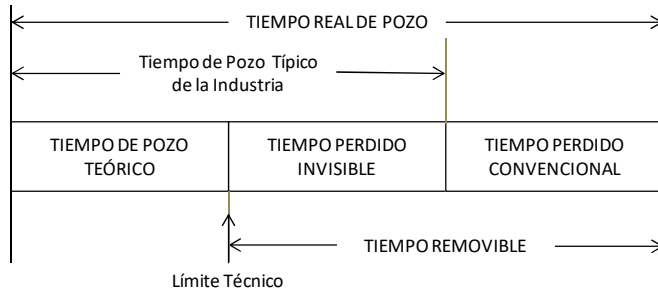 TIEMPO REAL DE POZO
Tiempo de Pozo Típico
de la Industria
TIEMPO DE POZO
TEÓRICO
TIEMPO PERDIDO
INVISIBLE
TIEMPO PERDIDO
CONVENCIONAL
TIEMPO REMOVIBLE
Límite Técnico